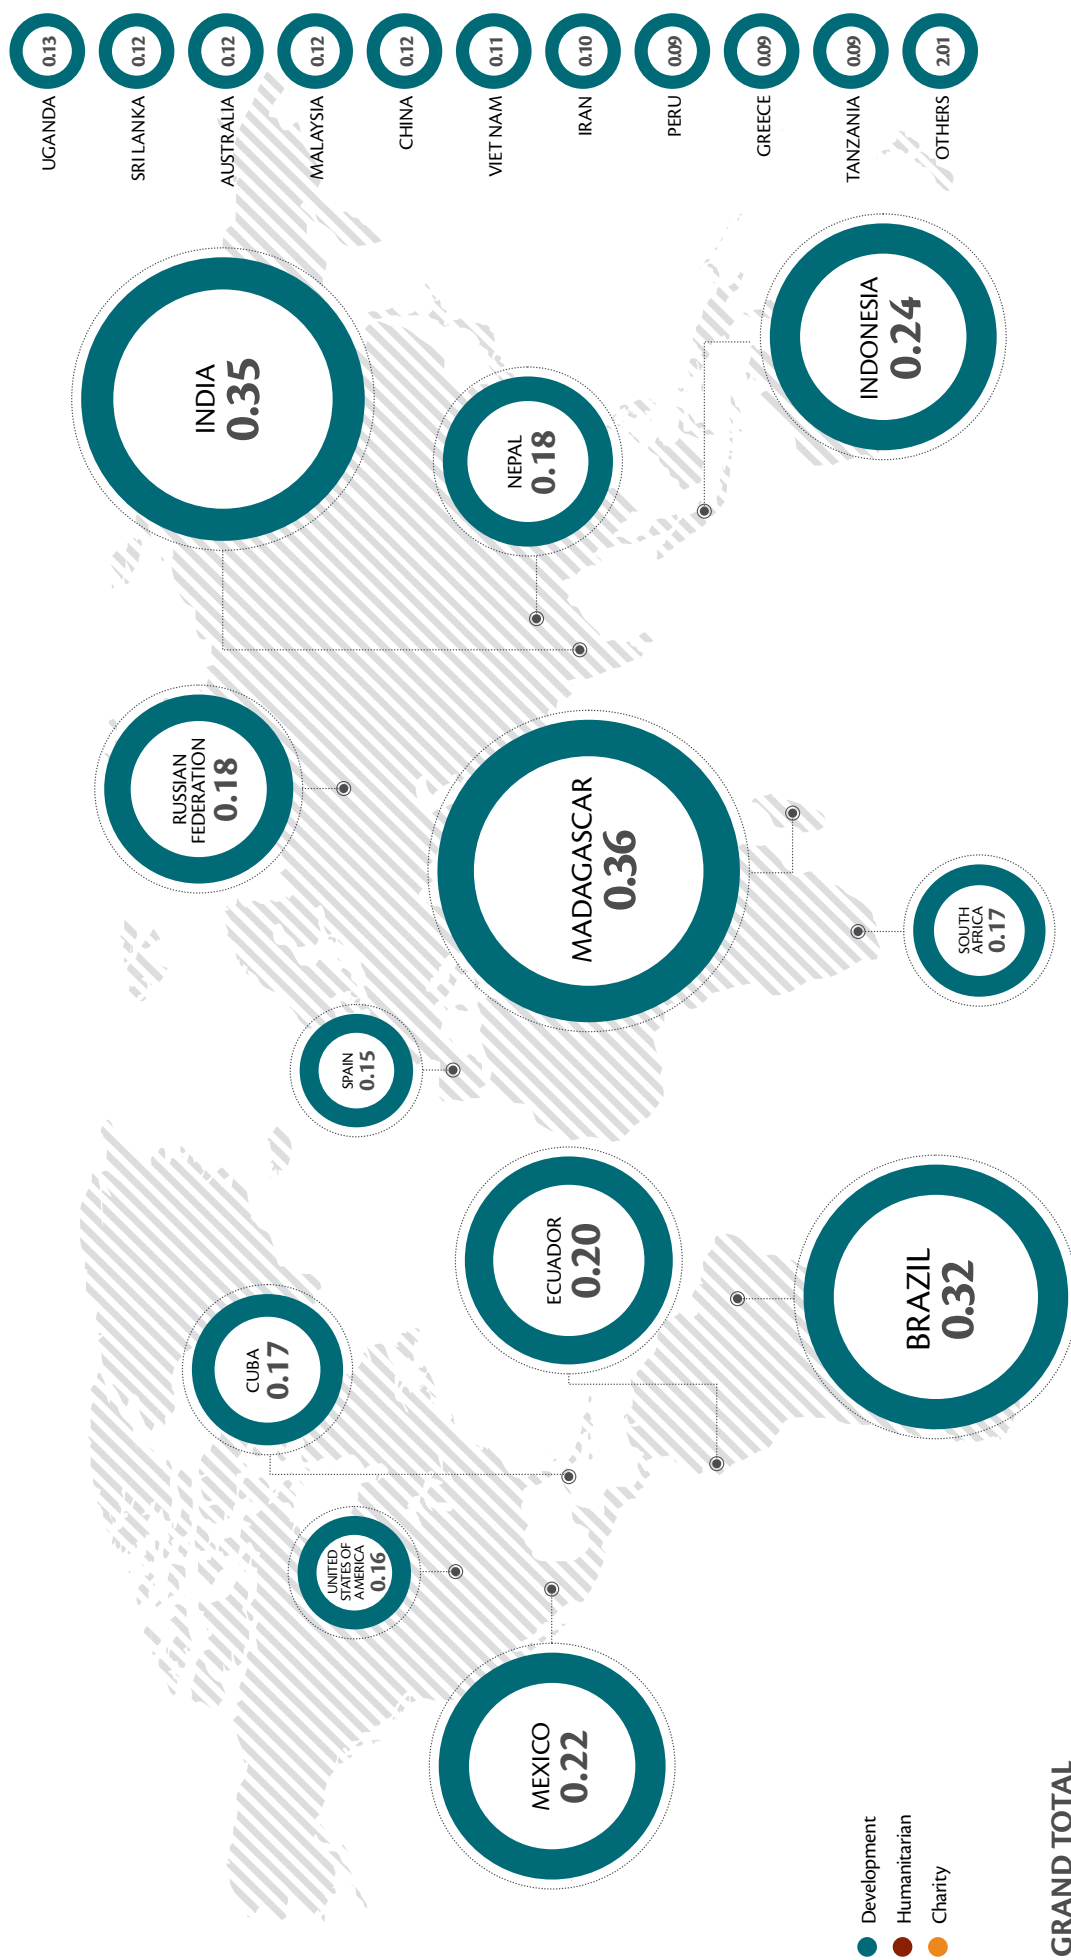 UGANDA
0.13
SRI LANKA
0.12
AUSTRALIA
0.12
MALAYSIA
0.12
CHINA
0.12
VIET NAM
0.11
IRAN
0.10
PERU
0.09
GREECE
0.09
TANZANIA
0.09
OTHERS
2.01
INDIA
0.35
NEPAL
0.18
INDONESIA
0.24
RUSSIAN
FEDERATION
0.18
MADAGASCAR
0.36
SOUTH
AFRICA
0.17
SPAIN
0.15
ECUADOR
0.20
BRAZIL
0.32
CUBA
0.17
UNITED
STATES OF
AMERICA
0.16
MEXICO
0.22
Development
Humanitarian
Charity
GRAND TOTAL